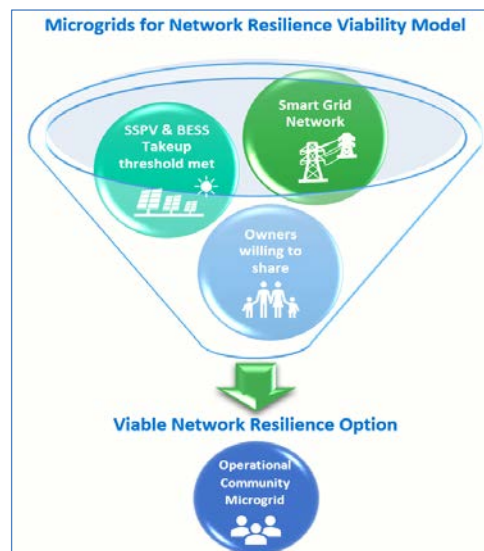 Microgrids for Network Resilience Viability Model
Smart Grid
Network
SSPV & BESS
Takeup
threshold met
Owners
willing to
share
Viable Network Resilience Option
Operational
Community
Microgrid